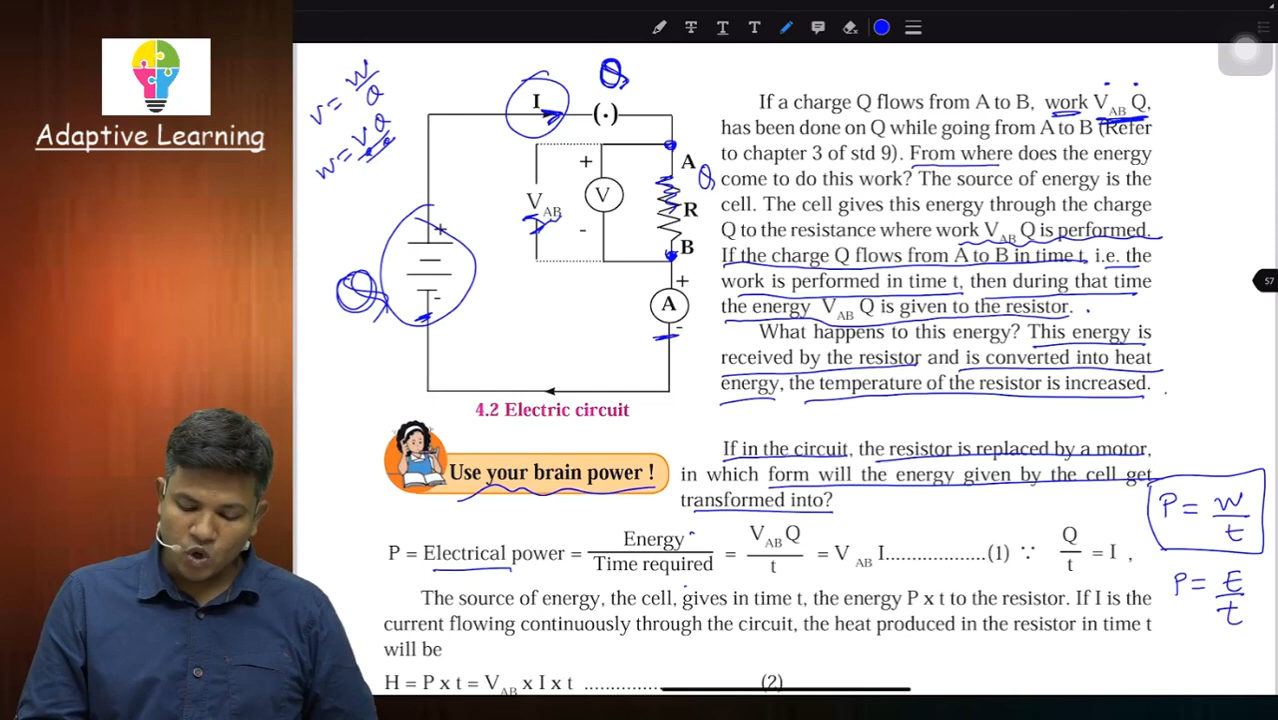 Adaptive Learning
V = W/Q
W = VQ
I
Q
(·)
+
V
-
V AB
A
Q
R
B
+
A
-
+
-
Q
4.2 Electric circuit
If a charge Q flows from A to B, work V AB Q,
has been done on Q while going from A to B (Refer
to chapter 3 of std 9). From where does the energy
come to do this work? The source of energy is the
cell. The cell gives this energy through the charge
Q to the resistance where work V AB Q is performed.
If the charge Q flows from A to B in time t, i.e. the
work is performed in time t, then during that time
the energy V AB Q is given to the resistor.
What happens to this energy? This energy is
received by the resistor and is converted into heat
energy, the temperature of the resistor is increased.
57
Use your brain power !
If in the circuit, the resistor is replaced by a motor,
in which form will the energy given by the cell get
transformed into?
P = W/t
P = E/t
P = Electrical power = Energy / Time required = V AB Q / t = V AB I.....................(1) ∵ Q/t = I ,
The source of energy, the cell, gives in time t, the energy P x t to the resistor. If I is the
current flowing continuously through the circuit, the heat produced in the resistor in time t
will be
H = P x t = V AB x I x t ................ (2)